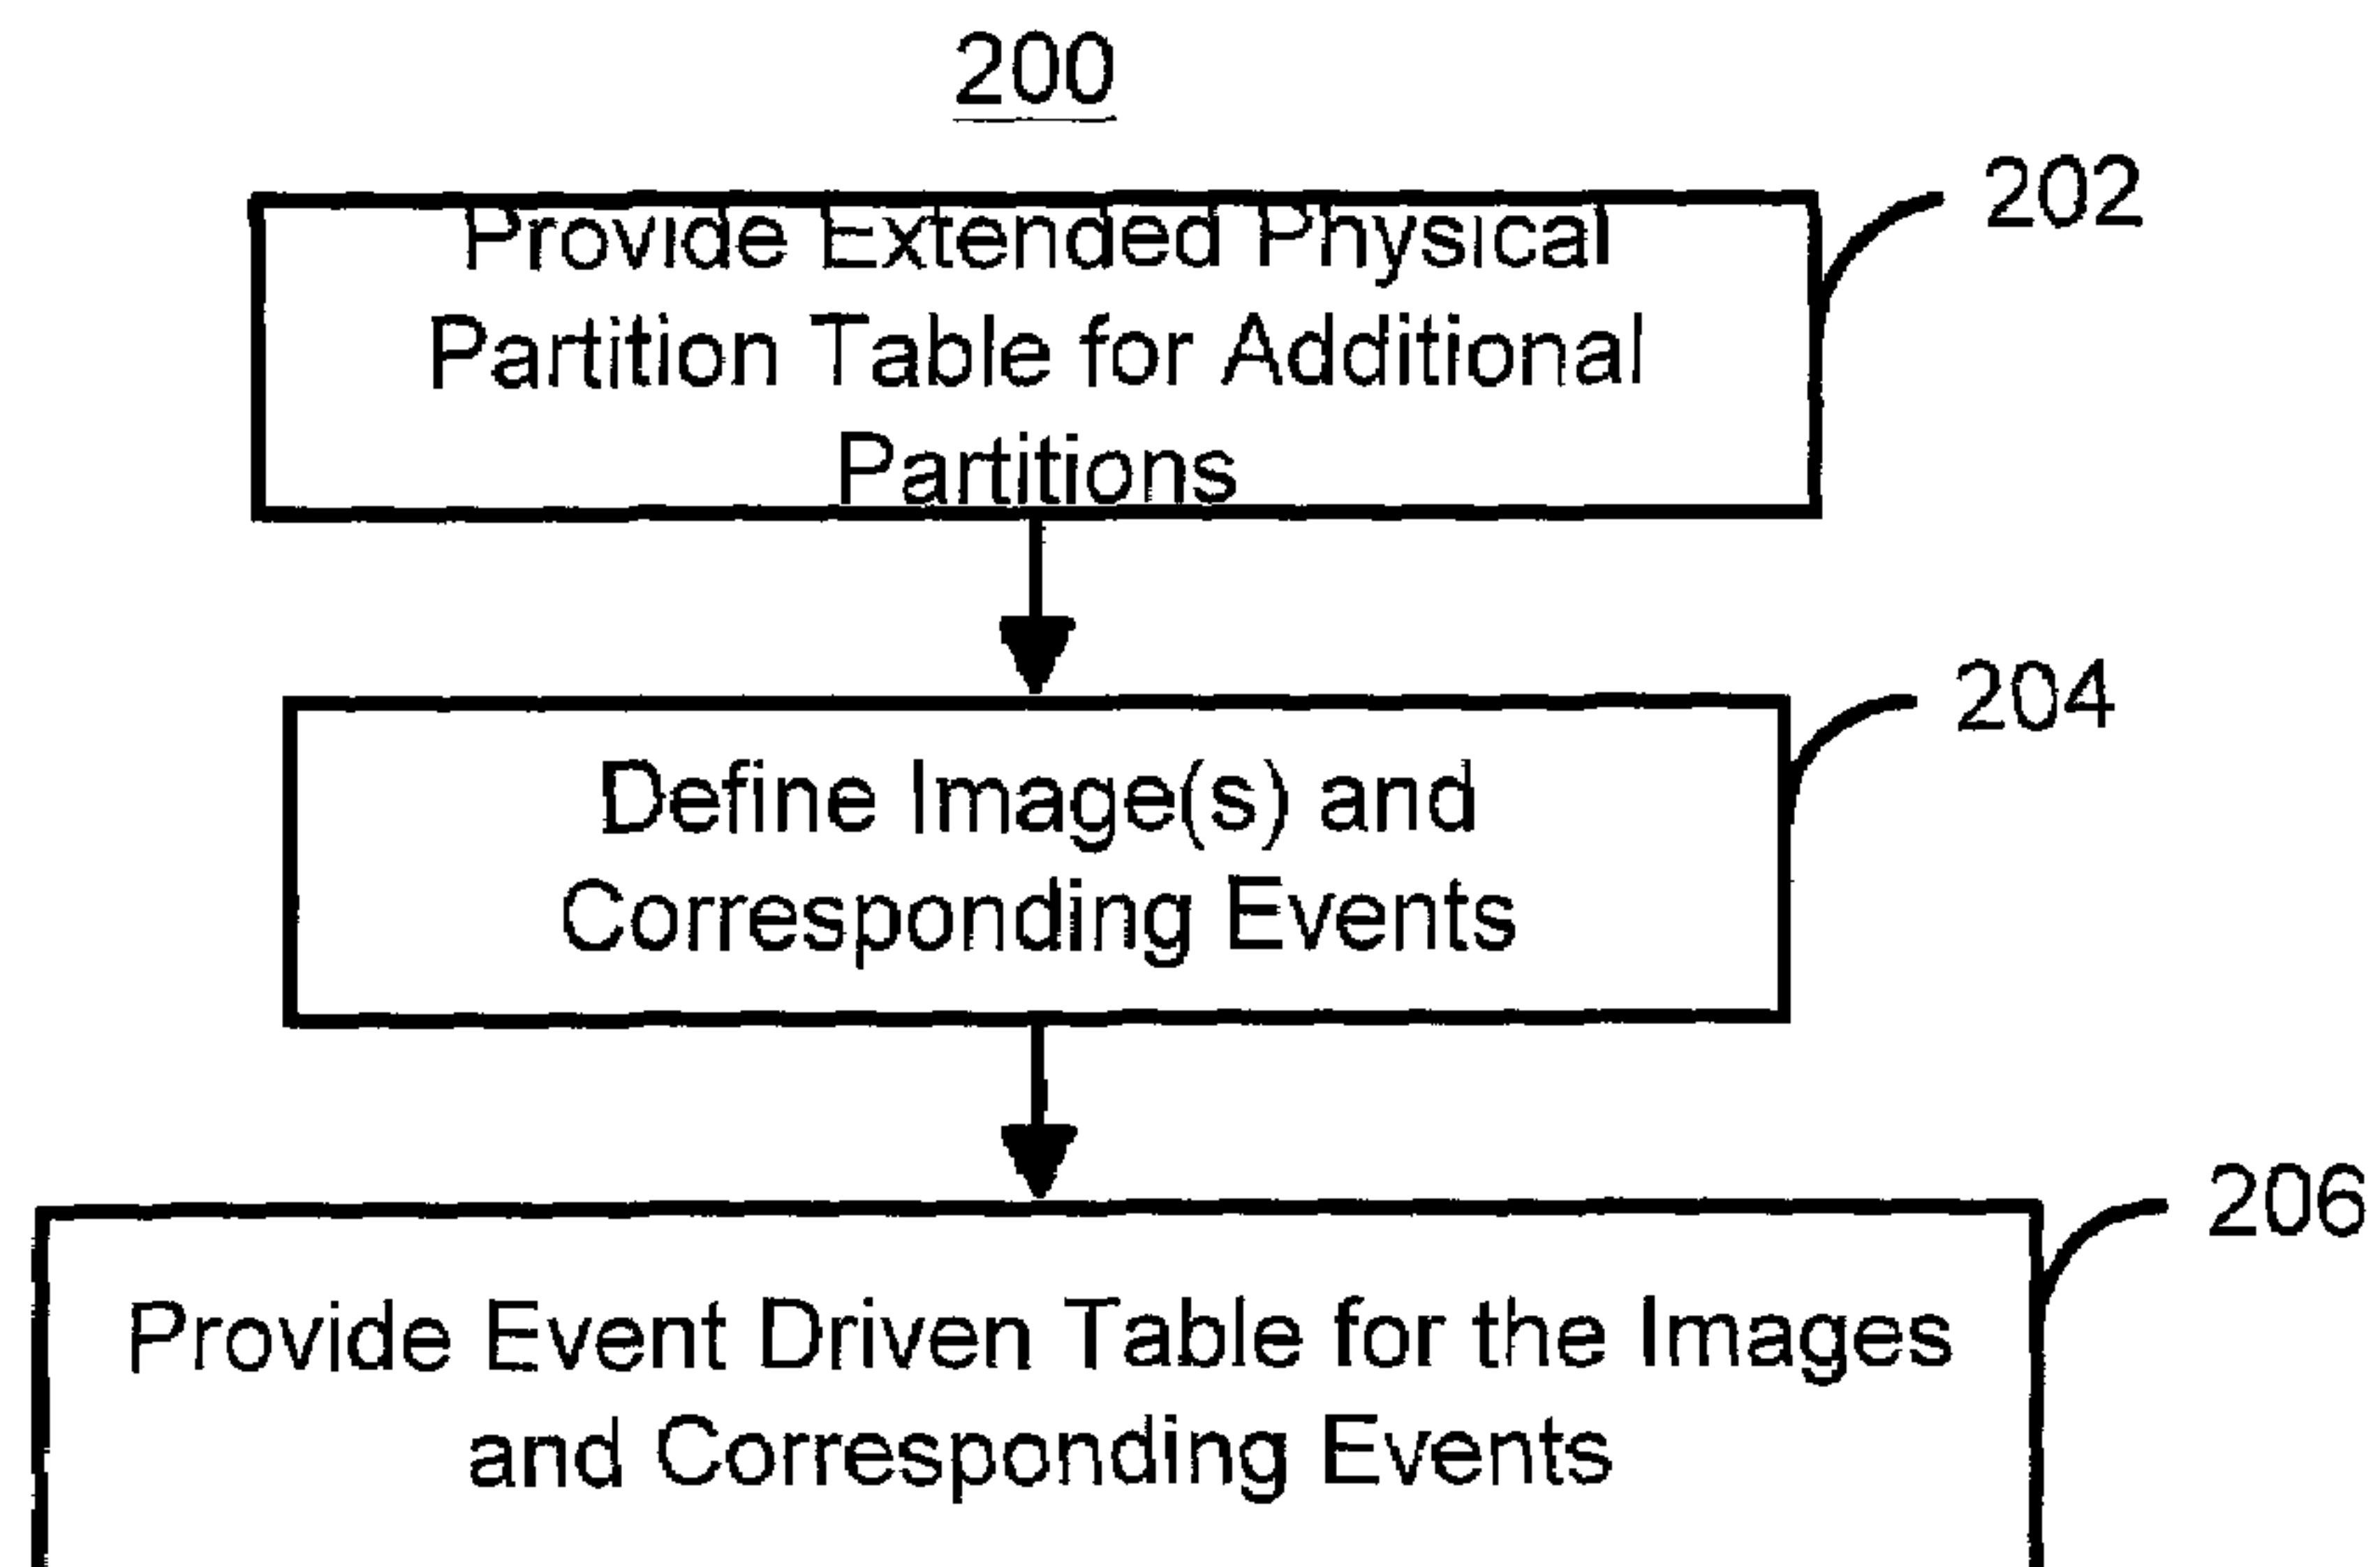 200
202
Provide Extended Physical
Partition Table for Additional
Partitions
204
Define Image(s) and
Corresponding Events
206
Provide Event Driven Table for the Images
and Corresponding Events